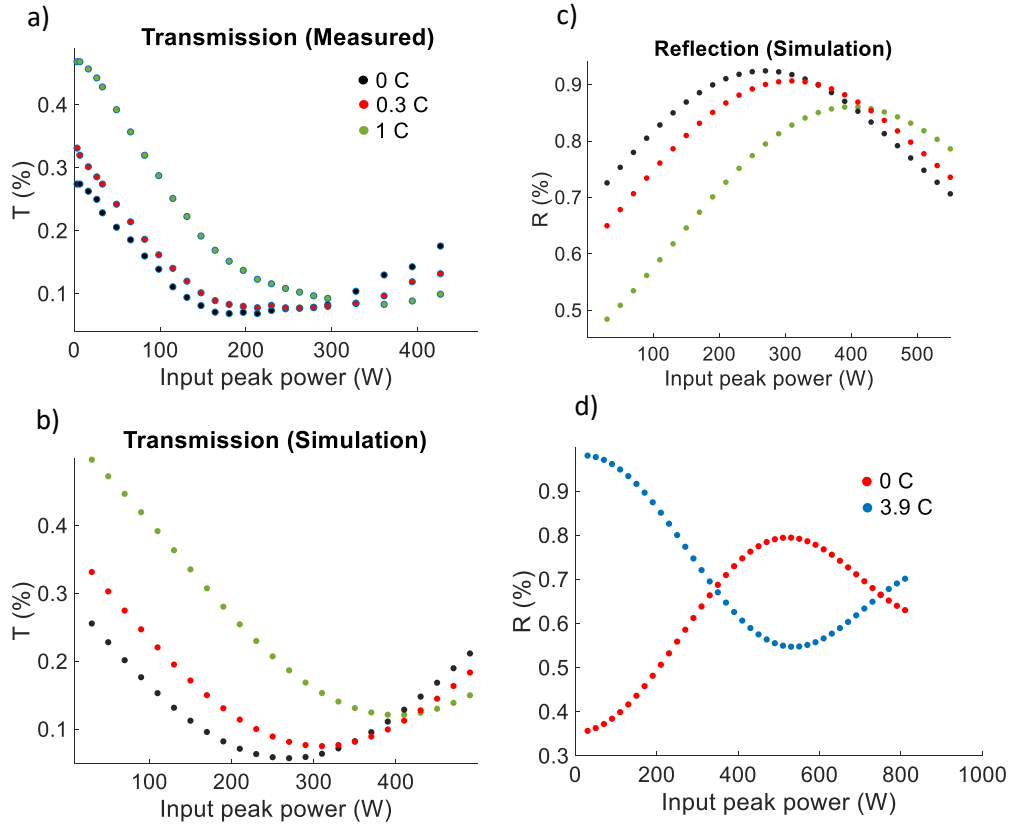 a)
Transmission (Measured)
0 C
0.3 C
1 C
0.4
0.3
0.2
0.1
T (%)
0 100 200 300 400
Input peak power (W)
b)
Transmission (Simulation)
0.4
0.3
0.2
0.1
T (%)
100 200 300 400
Input peak power (W)
c)
Reflection (Simulation)
0.9
0.8
0.7
0.6
0.5
R (%)
100 200 300 400 500
Input peak power (W)
d)
0 C
3.9 C
0.9
0.8
0.7
0.6
0.5
0.4
0.3
R (%)
0 200 400 600 800 1000
Input peak power (W)